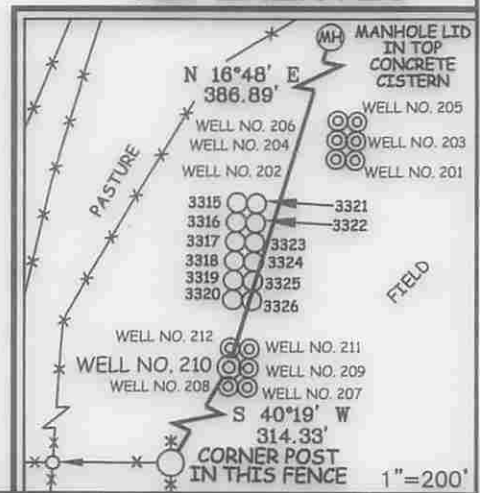 MH
MANHOLE LID
IN TOP
CONCRETE
CISTERN
N 16°48' E
386.89'
WELL NO. 206
WELL NO. 204
WELL NO. 202
WELL NO. 205
WELL NO. 203
WELL NO. 201
PASTURE
3315
3316
3317
3318
3319
3320
3321
3322
3323
3324
3325
3326
FIELD
WELL NO. 212
WELL NO. 210
WELL NO. 208
WELL NO. 211
WELL NO. 209
WELL NO. 207
S 40°19' W
314.33'
CORNER POST
IN THIS FENCE
1"=200'